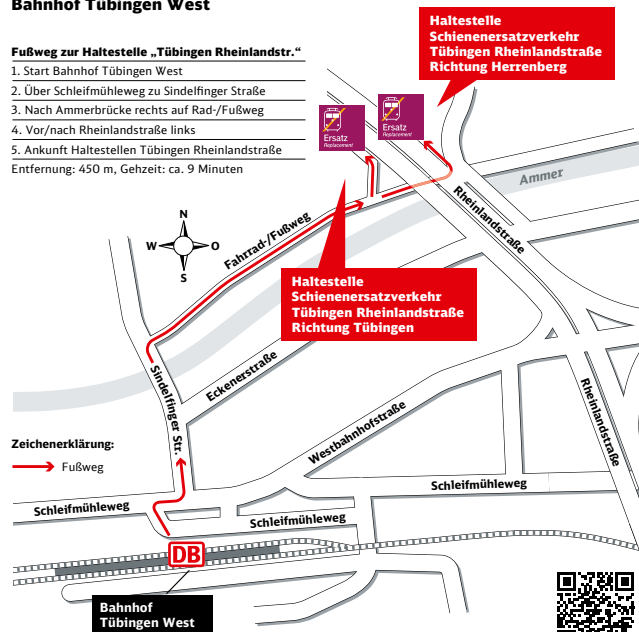 Bahnhof Tübingen West
Fußweg zur Haltestelle „Tübingen Rheinlandstr.“
1. Start Bahnhof Tübingen West
2. Über Schleifmühleweg zu Sindelfinger Straße
3. Nach Ammerbrücke rechts auf Rad-/Fußweg
4. Vor/nach Rheinlandstraße links
5. Ankunft Haltestellen Tübingen Rheinlandstraße
Entfernung: 450 m, Gehzeit: ca. 9 Minuten
Haltestelle
Schienenersatzverkehr
Tübingen Rheinlandstraße
Richtung Herrenberg
Ersatz
Replacement
Ersatz
Replacement
Ammer
Rheinlandstraße
Fahrrad-/Fußweg
N
W
O
S
Haltestelle
Schienenersatzverkehr
Tübingen Rheinlandstraße
Richtung Tübingen
Eckenerstraße
Sindelfinger Str.
Westbahnhofstraße
Rheinlandstraße
Zeichenerklärung:
Fußweg
Schleifmühleweg
Schleifmühleweg
Schleifmühleweg
DB
Bahnhof
Tübingen West